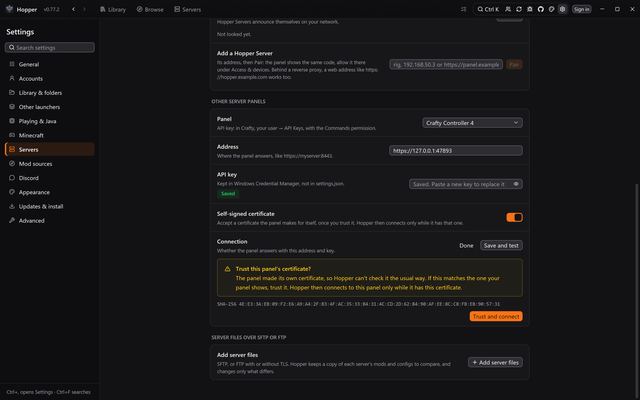 Hopper v0.77.2
Library
Browse
Servers
Ctrl K
Sign in
Settings
Search settings
General
Accounts
Library & folders
Other launchers
Playing & Java
Minecraft
Servers
Mod sources
Discord
Appearance
Updates & install
Advanced
Ctrl+, opens Settings · Ctrl+F searches
Hopper Servers announce themselves on your network.
Not looked yet.
Add a Hopper Server
Its address, then Pair: the panel shows the same code, allow it
there under Access & devices. Behind a reverse proxy, a web address like https:
//hopper.example.com works too.
rig, 192.168.50.3 or https://panel.example
Pair
OTHER SERVER PANELS
Panel
API key: in Crafty, your user → API Keys, with the Commands permission.
Crafty Controller 4
Address
Where the panel answers, like https://myserver:8443.
https://127.0.0.1:47893
API key
Kept in Windows Credential Manager, not in settings.json.
Saved
Saved. Paste a new key to replace it
Self-signed certificate
Accept a certificate the panel makes for itself, once you trust it. Hopper then connects only while it has that one.
Connection
Whether the panel answers with this address and key.
Done
Save and test
Trust this panel's certificate?
The panel made its own certificate, so Hopper can't check it the usual way. If this matches the one your
panel shows, trust it. Hopper then connects to this panel only while it has this certificate.
Trust and connect
SERVER FILES OVER SFTP OR FTP
Add server files
SFTP, or FTP with or without TLS. Hopper keeps a copy of each server's mods and configs to compare, and
changes only what differs.
+ Add server files